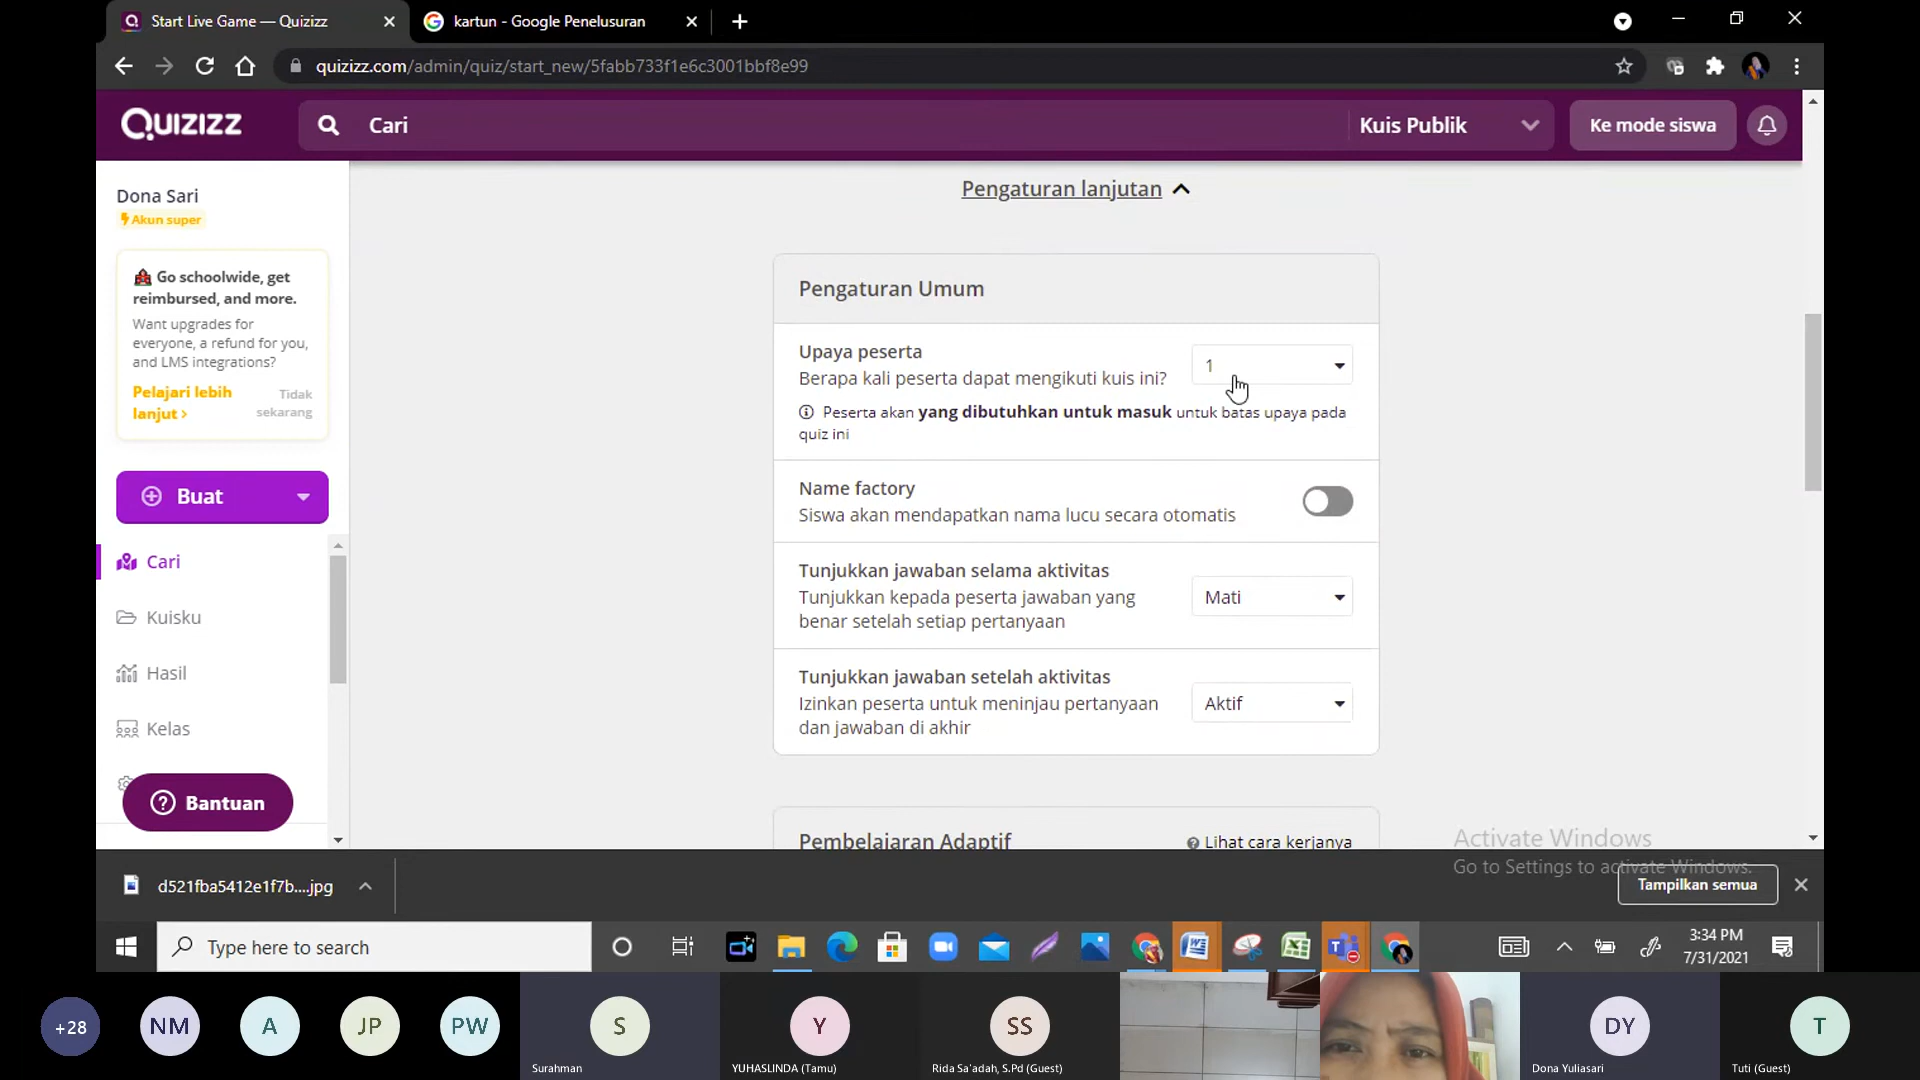 Start Live Game — Quizizz
kartun - Google Penelusuran
quizizz.com/admin/quiz/start_new/5fabb733f1e6c3001bbf8e99
Quizizz
Cari
Kuis Publik
Ke mode siswa
Dona Sari
Akun super
Go schoolwide, get
reimbursed, and more.
Want upgrades for
everyone, a refund for you,
and LMS integrations?
Pelajari lebih
lanjut >
Tidak
sekarang
Buat
Cari
Kuisku
Hasil
Kelas
Bantuan
Pengaturan lanjutan
Pengaturan Umum
Upaya peserta
1
Berapa kali peserta dapat mengikuti kuis ini?
Peserta akan yang dibutuhkan untuk masuk untuk batas upaya pada
quiz ini
Name factory
Siswa akan mendapatkan nama lucu secara otomatis
Tunjukkan jawaban selama aktivitas
Tunjukkan kepada peserta jawaban yang
benar setelah setiap pertanyaan
Mati
Tunjukkan jawaban setelah aktivitas
Izinkan peserta untuk meninjau pertanyaan
dan jawaban di akhir
Aktif
Pembelajaran Adaptif
Lihat cara kerjanya
Activate Windows
Go to Settings to activate Windows.
d521fba5412e1f7b....jpg
Tampilkan semua
Type here to search
3:34 PM
7/31/2021
+28
NM
A
JP
PW
S
Surahman
Y
YUHASLINDA (Tamu)
SS
Rida Sa'adah, S.Pd (Guest)
DY
Dona Yuliasari
T
Tuti (Guest)